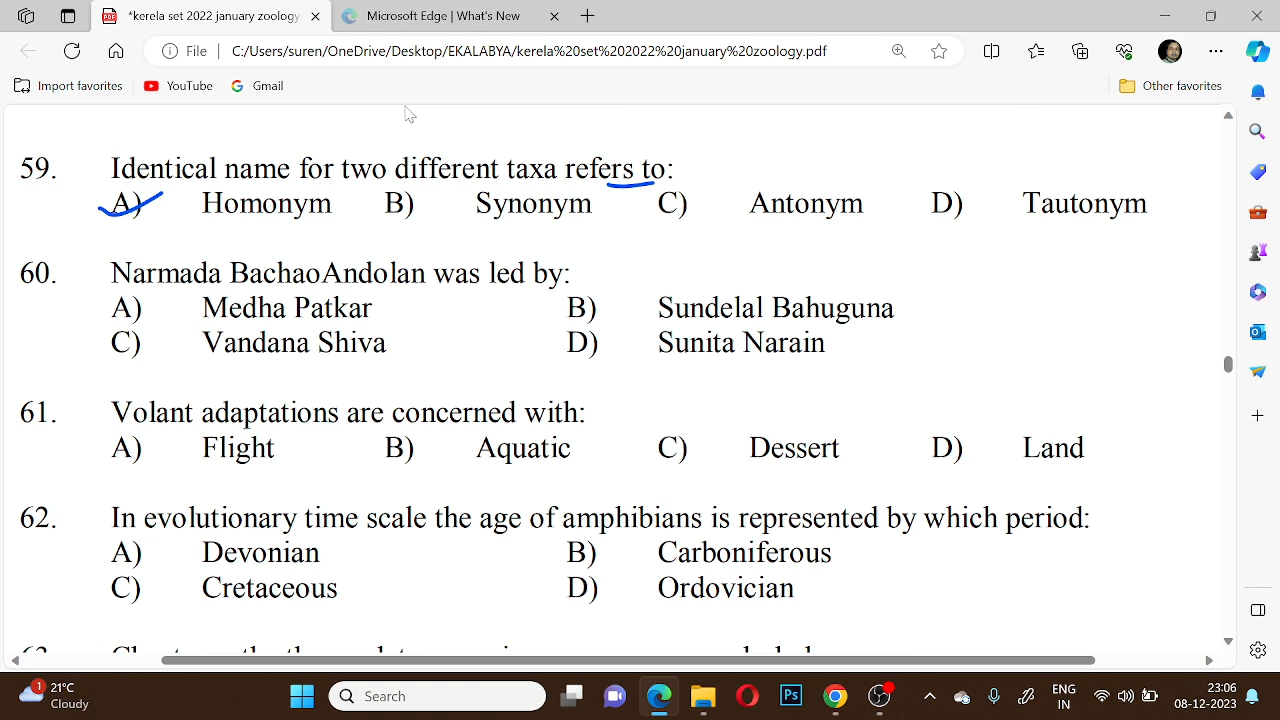 *kerela set 2022 january zoology
Microsoft Edge | What's New
File
C:/Users/suren/OneDrive/Desktop/EKALABYA/kerela%20set%202022%20january%20zoology.pdf
Import favorites
YouTube
Gmail
Other favorites
59. Identical name for two different taxa refers to:
A) Homonym B) Synonym C) Antonym D) Tautonym
60. Narmada BachaoAndolan was led by:
A) Medha Patkar B) Sundelal Bahuguna
C) Vandana Shiva D) Sunita Narain
61. Volant adaptations are concerned with:
A) Flight B) Aquatic C) Dessert D) Land
62. In evolutionary time scale the age of amphibians is represented by which period:
A) Devonian B) Carboniferous
C) Cretaceous D) Ordovician
1
21°C
Cloudy
Search
Ps
ENG
IN
23:06
08-12-2023